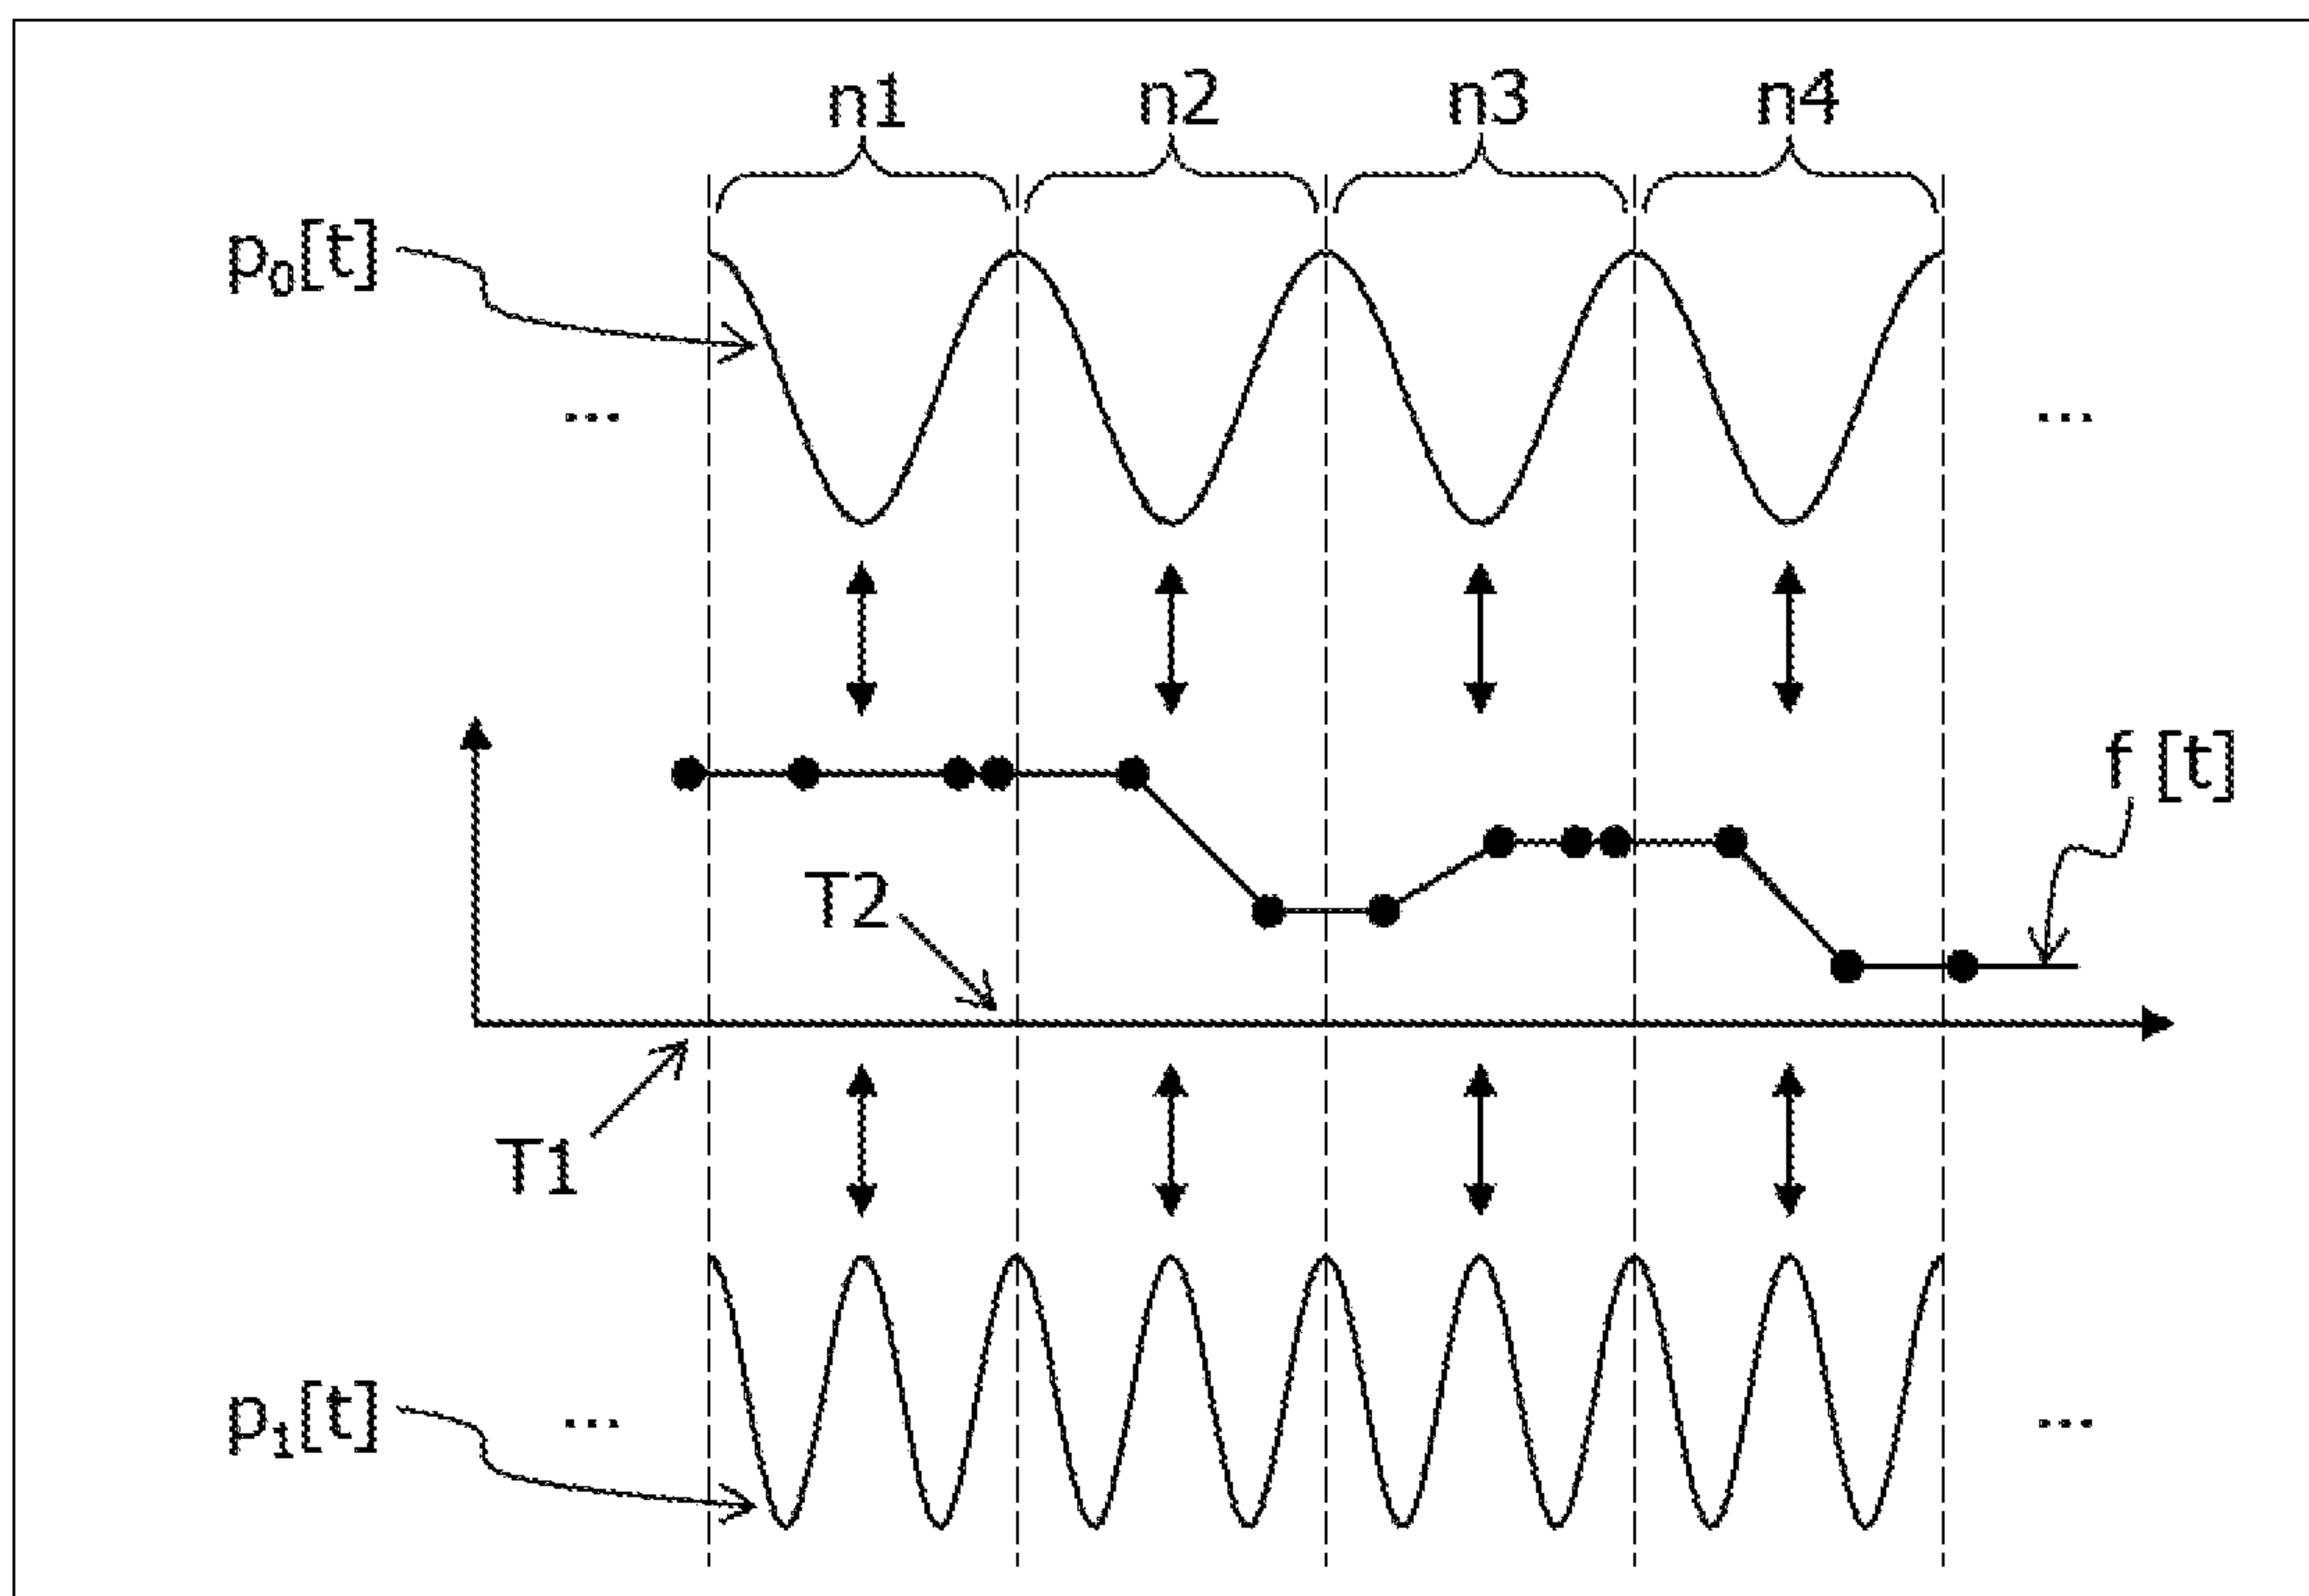 n1 n2 n3 n4
p₀[t]
... ...
f [t]
T2
T1
p₁[t] ... ...